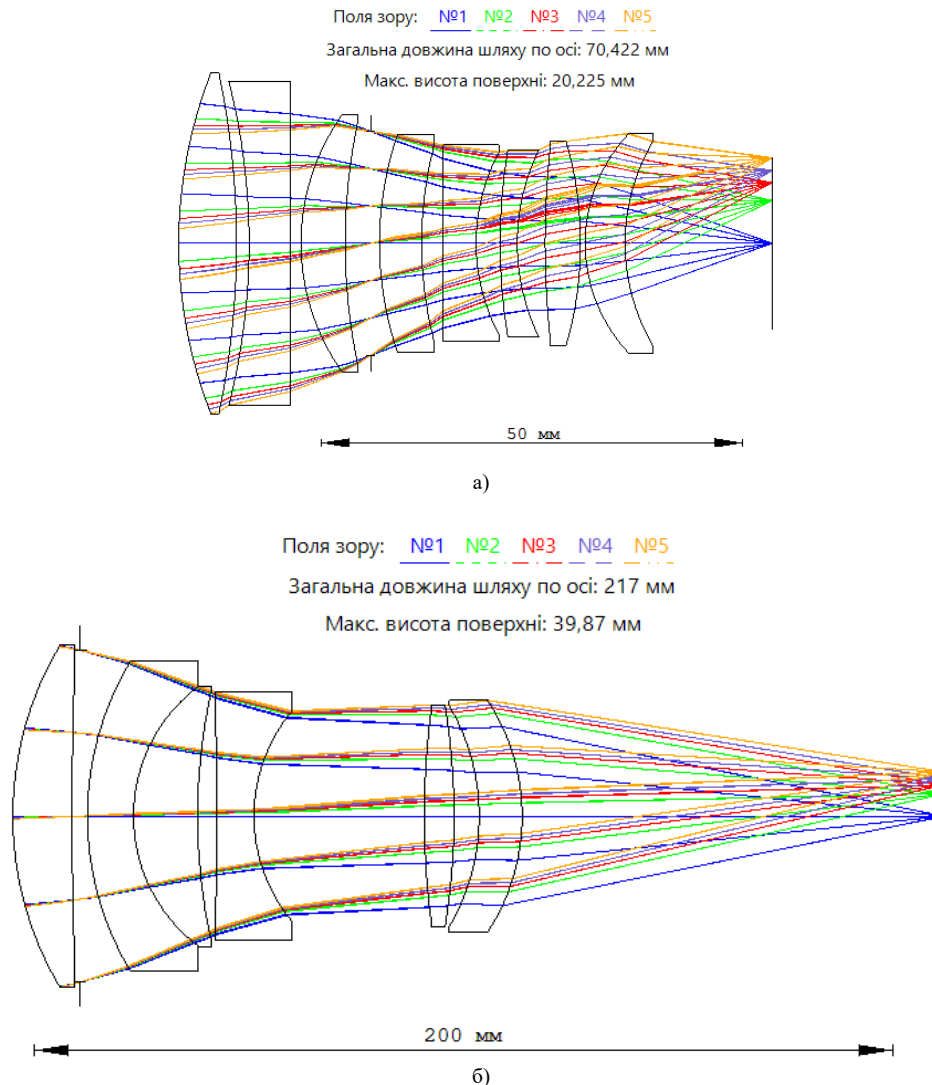 Поля зору: №1 №2 №3 №4 №5
Загальна довжина шляху по осі: 70,422 мм
Макс. висота поверхні: 20,225 мм
50 мм
а)
Поля зору: №1 №2 №3 №4 №5
Загальна довжина шляху по осі: 217 мм
Макс. висота поверхні: 39,87 мм
200 мм
б)